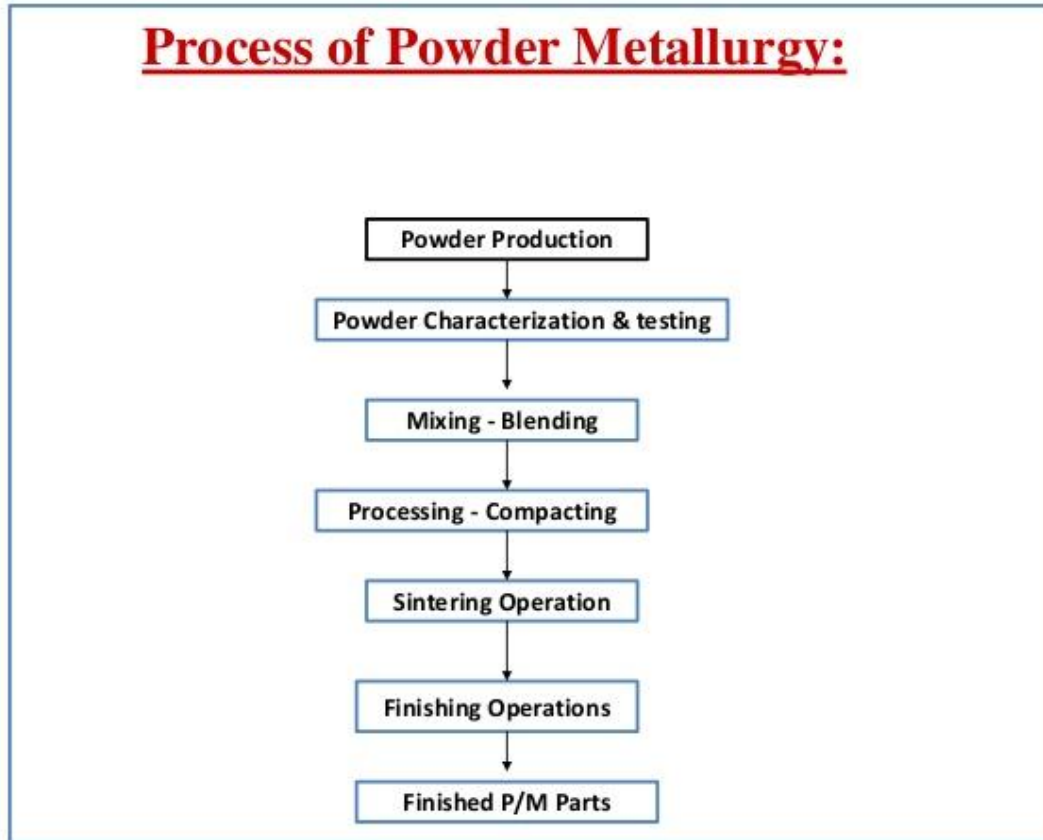 Process of Powder Metallurgy:
Powder Production
Powder Characterization & testing
Mixing - Blending
Processing - Compacting
Sintering Operation
Finishing Operations
Finished P/M Parts